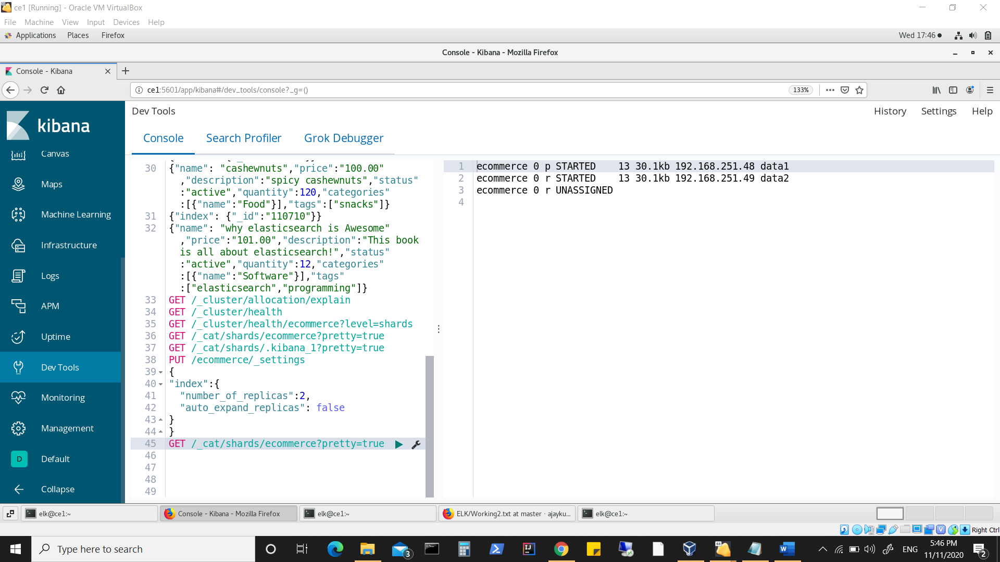 ce1 [Running] - Oracle VM VirtualBox
File Machine View Input Devices Help
Applications Places Firefox Wed 17:46
Console - Kibana - Mozilla Firefox
Console - Kibana
ce1:5601/app/kibana#/dev_tools/console?_g=() 133%
kibana
Canvas
Maps
Machine Learning
Infrastructure
Logs
APM
Uptime
Dev Tools
Monitoring
Management
D Default
Collapse
Dev Tools History Settings Help
Console Search Profiler Grok Debugger
30 {"name": "cashewnuts","price":"100.00"
,"description":"spicy cashewnuts","status"
:"active","quantity":120,"categories"
:[{"name":"Food"}],"tags":["snacks"]}
31 {"index": {"_id":"110710"}}
32 {"name": "why elasticsearch is Awesome"
,"price":"101.00","description":"This book
is all about elasticsearch!","status"
:"active","quantity":12,"categories"
:[{"name":"Software"}],"tags"
:["elasticsearch","programming"]}
33 GET /_cluster/allocation/explain
34 GET /_cluster/health
35 GET /_cluster/health/ecommerce?level=shards
36 GET /_cat/shards/ecommerce?pretty=true
37 GET /_cat/shards/.kibana_1?pretty=true
38 PUT /ecommerce/_settings
39 {
40 "index":{
41 "number_of_replicas":2,
42 "auto_expand_replicas": false
43 }
44 }
45 GET /_cat/shards/ecommerce?pretty=true
46
47
48
49
1 ecommerce 0 p STARTED 13 30.1kb 192.168.251.48 data1
2 ecommerce 0 r STARTED 13 30.1kb 192.168.251.49 data2
3 ecommerce 0 r UNASSIGNED
4
elk@ce1:~ Console - Kibana - Mozilla Firefox elk@ce1:~ ELK/Working2.txt at master · ajayku... elk@ce1:~
Right Ctrl
Type here to search 3 ENG 5:46 PM 2
11/11/2020